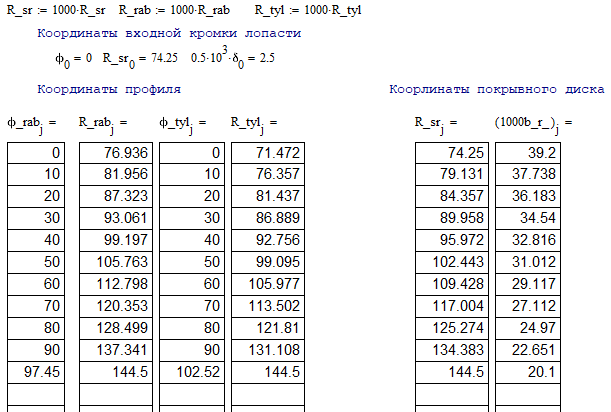 R_sr := 1000·R_sr R_rab := 1000·R_rab R_tyl := 1000·R_tyl
Координаты входной кромки лопасти
ϕ₀ = 0 R_sr₀ = 74.25 0.5·10³·δ₀ = 2.5
Координаты профиля Коорлинаты покрывного диска
ϕ_rabⱼ = R_rabⱼ = ϕ_tylⱼ = R_tylⱼ = R_srⱼ = (1000b_r_)ⱼ =
0 76.936 0 71.472 74.25 39.2
10 81.956 10 76.357 79.131 37.738
20 87.323 20 81.437 84.357 36.183
30 93.061 30 86.889 89.958 34.54
40 99.197 40 92.756 95.972 32.816
50 105.763 50 99.095 102.443 31.012
60 112.798 60 105.977 109.428 29.117
70 120.353 70 113.502 117.004 27.112
80 128.499 80 121.81 125.274 24.97
90 137.341 90 131.108 134.383 22.651
97.45 144.5 102.52 144.5 144.5 20.1